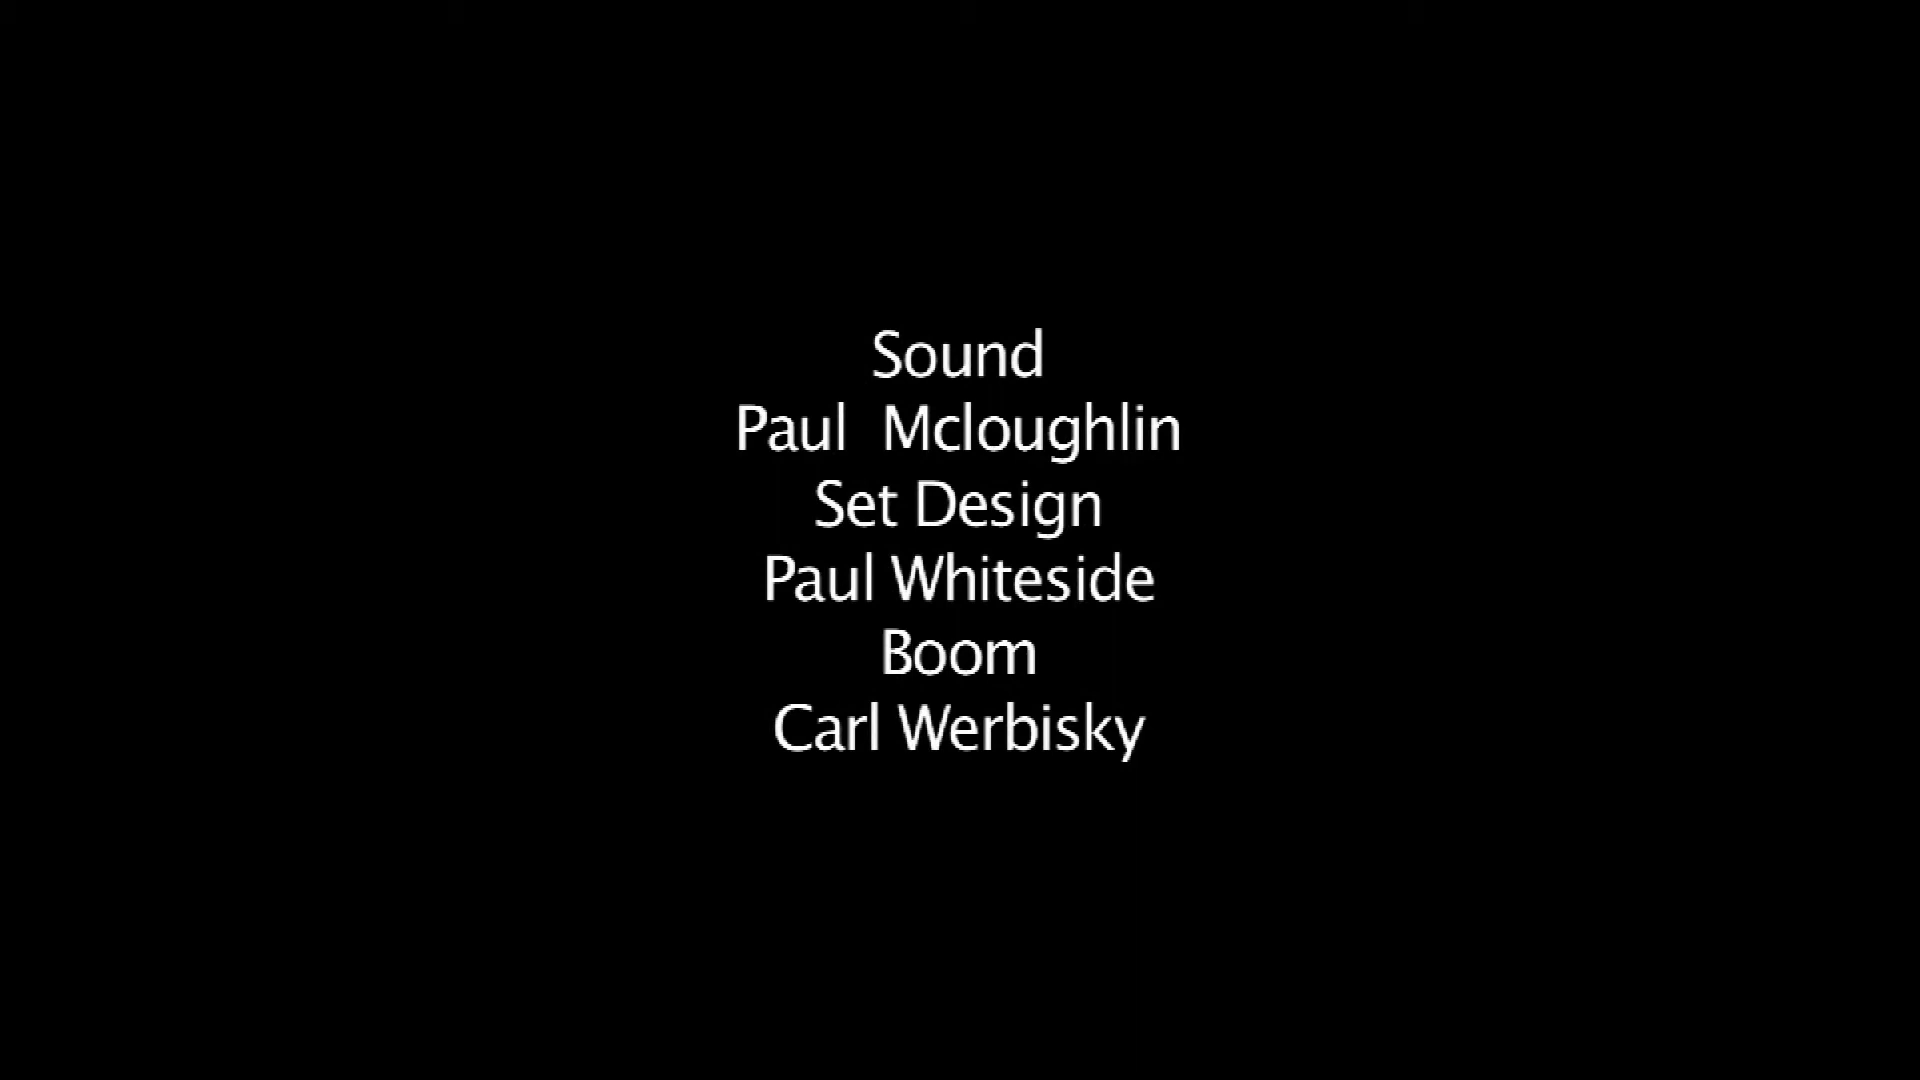 Sound
Paul  Mcloughlin
Set Design
Paul Whiteside
Boom
Carl Werbisky